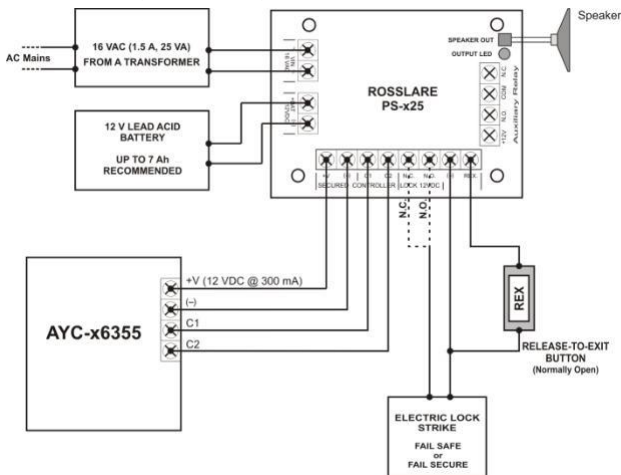 Speaker
SPEAKER OUT
OUTPUT LED
AC Mains
16 VAC (1.5 A, 25 VA)
FROM A TRANSFORMER
ROSSLARE
PS-x25
N.C.
COM
N.O.
+12V
Auxiliary Relay
12 V LEAD ACID
BATTERY
UP TO 7 Ah
RECOMMENDED
+V
(-)
C1
C2
N.C.
N.O.
(-)
REX.
SECURED
CONTROLLER
LOCK 12VDC
N.C.
N.O.
AYC-x6355
+V (12 VDC @ 300 mA)
(–)
C1
C2
REX
RELEASE-TO-EXIT
BUTTON
(Normally Open)
ELECTRIC LOCK
STRIKE
FAIL SAFE
or
FAIL SECURE